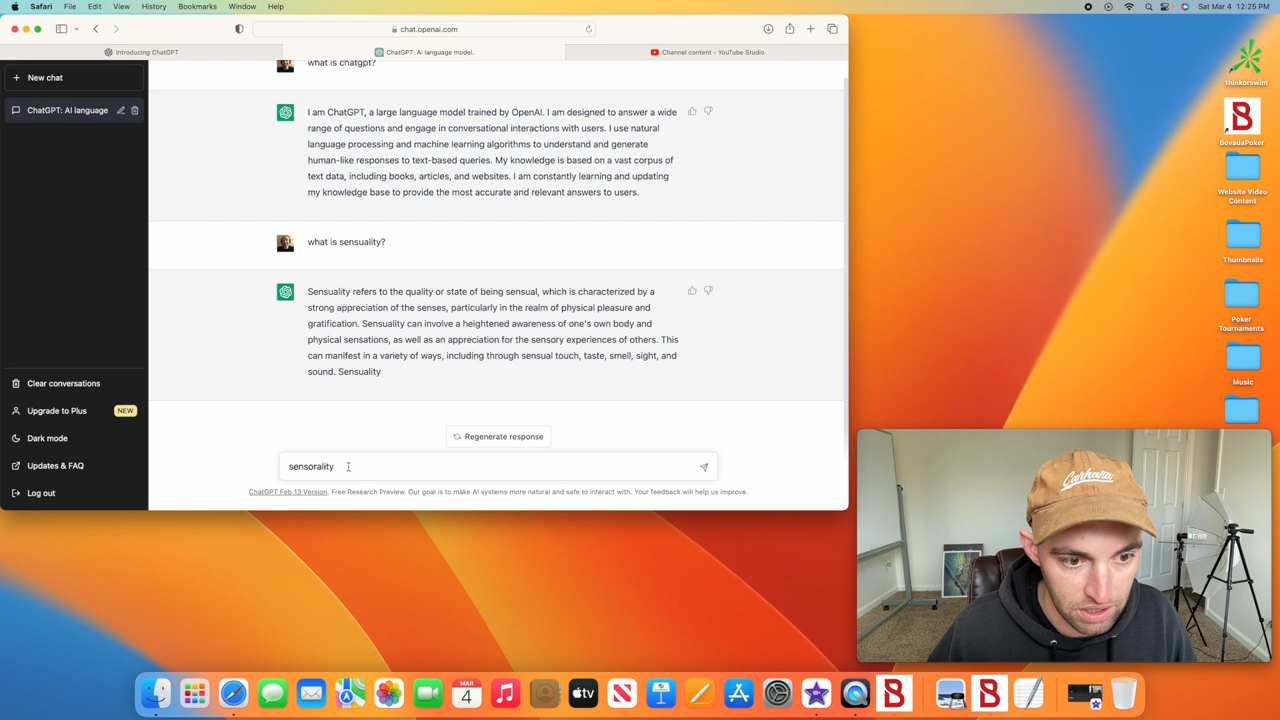 Safari File Edit View History Bookmarks Window Help
Sat Mar 4 12:25 PM
chat.openai.com
Introducing ChatGPT
ChatGPT: AI language model.
Channel content - YouTube Studio
New chat
ChatGPT: AI language
what is chatgpt?
I am ChatGPT, a large language model trained by OpenAI. I am designed to answer a wide
range of questions and engage in conversational interactions with users. I use natural
language processing and machine learning algorithms to understand and generate
human-like responses to text-based queries. My knowledge is based on a vast corpus of
text data, including books, articles, and websites. I am constantly learning and updating
my knowledge base to provide the most accurate and relevant answers to users.
what is sensuality?
Sensuality refers to the quality or state of being sensual, which is characterized by a
strong appreciation of the senses, particularly in the realm of physical pleasure and
gratification. Sensuality can involve a heightened awareness of one's own body and
physical sensations, as well as an appreciation for the sensory experiences of others. This
can manifest in a variety of ways, including through sensual touch, taste, smell, sight, and
sound. Sensuality
Clear conversations
Upgrade to Plus NEW
Dark mode
Updates & FAQ
Log out
Regenerate response
sensorality
ChatGPT Feb 13 Version. Free Research Preview. Our goal is to make AI systems more natural and safe to interact with. Your feedback will help us improve.
thinkorswim
B
BovadaPoker
Website Video
Content
Thumbnails
Poker
Tournaments
Music
Carhartt
MAR
4
tv
B
B